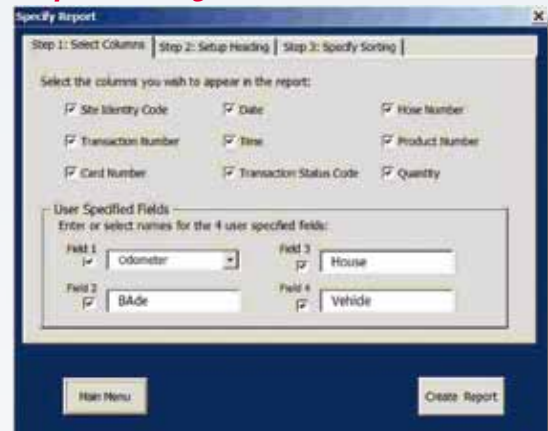 Specify Report
Step 1: Select Columns Step 2: Setup Heading Step 3: Specify Sorting
Select the columns you wish to appear in the report:
Site Identity Code Date Hose Number
Transaction Number Time Product Number
Card Number Transaction Status Code Quantity
User Specified Fields
Enter or select names for the 4 user specified fields:
Field 1 Field 3
Odometer House
Field 2 Field 4
BAde Vehide
Main Menu Create Report